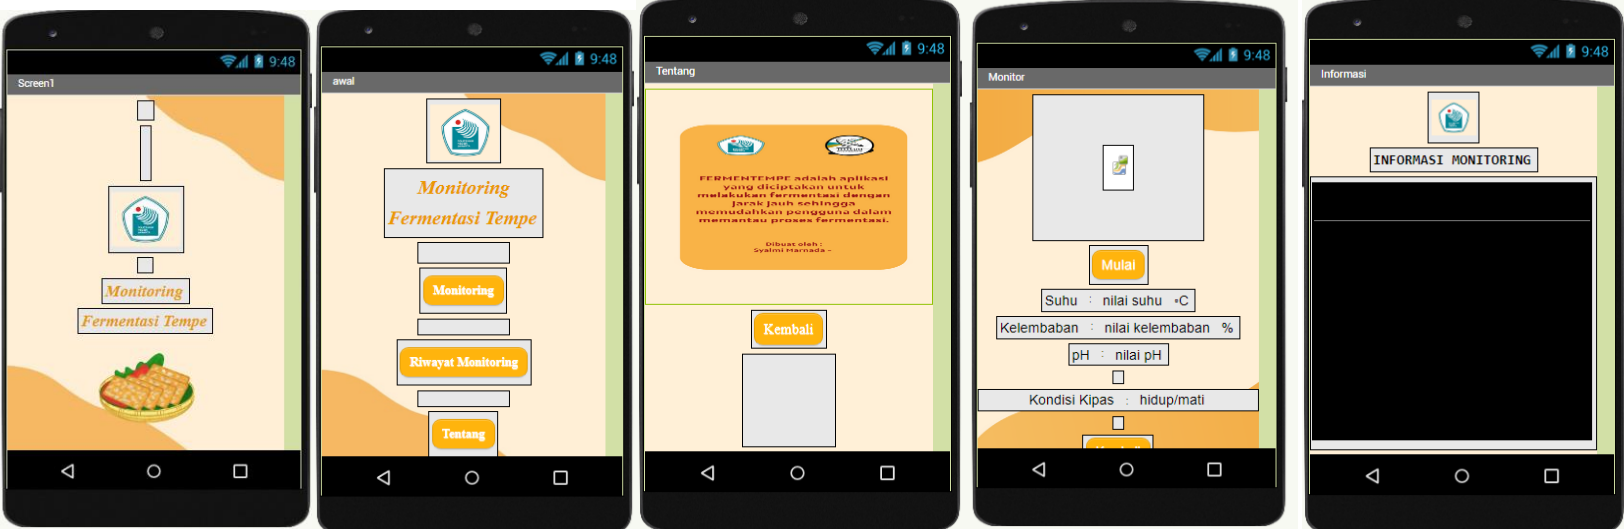 9:48
Screen1
Monitoring
Fermentasi Tempe
9:48
awal
Monitoring
Fermentasi Tempe
Monitoring
Riwayat Monitoring
Tentang
9:48
Tentang
FERMENTEMPE adalah aplikasi
yang diciptakan untuk
melakukan fermentasi dengan
jarak jauh sehingga
memudahkan pengguna dalam
memantau proses fermentasi.
Dibuat oleh :
Syalmi Marnada -
Kembali
9:48
Monitor
Mulai
Suhu : nilai suhu °C
Kelembaban : nilai kelembaban %
pH : nilai pH
Kondisi Kipas : hidup/mati
9:48
Informasi
INFORMASI MONITORING